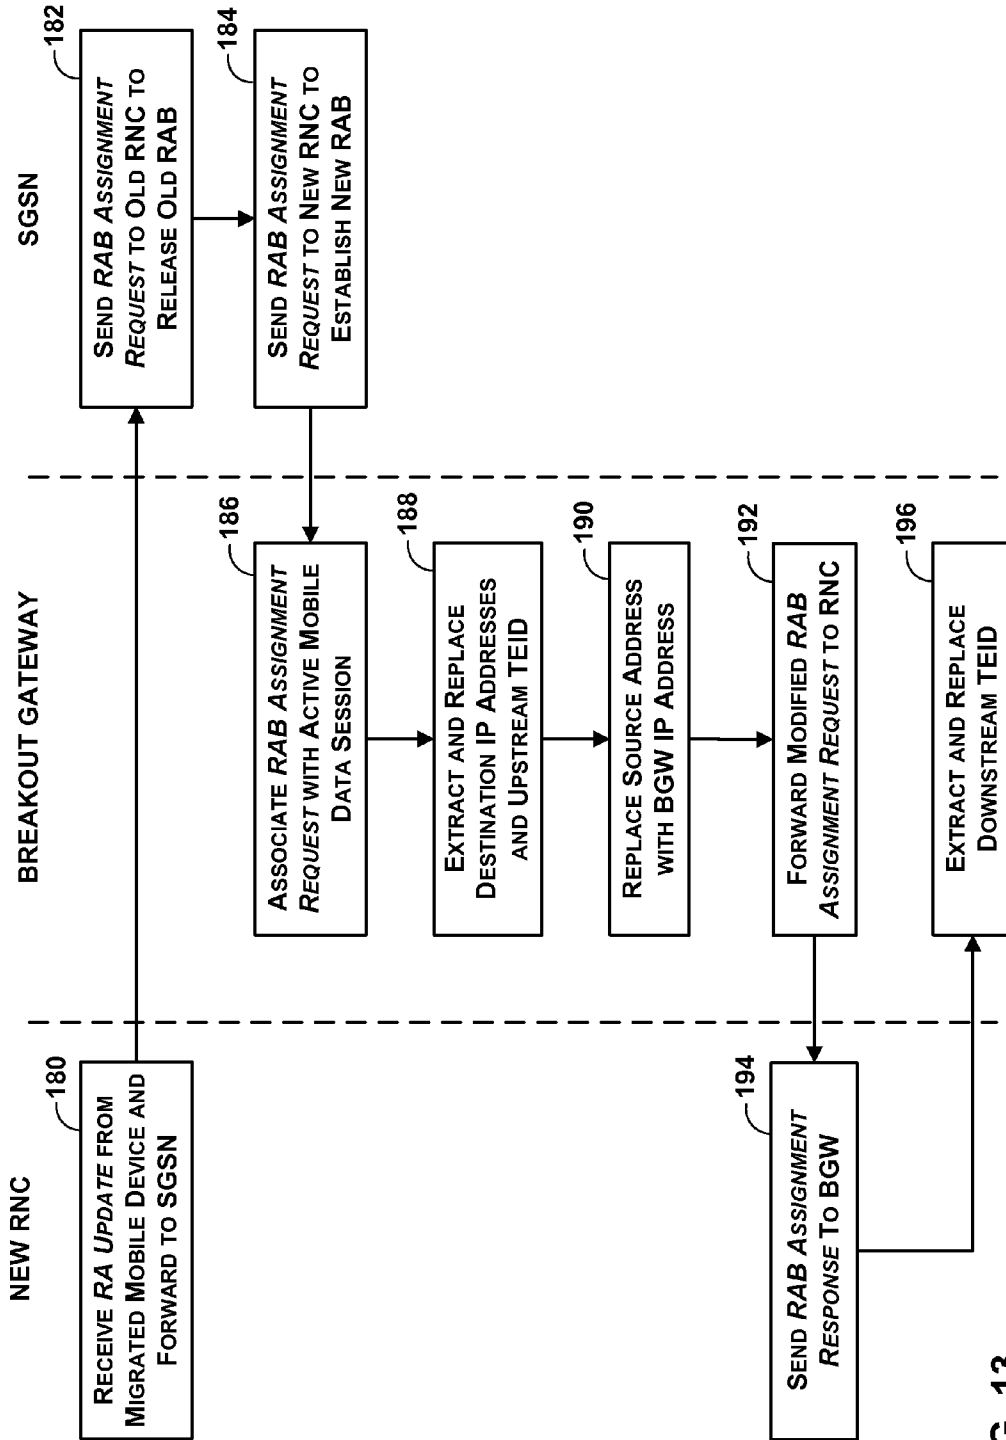 NEW RNC
BREAKOUT GATEWAY
SGSN
180
RECEIVE RA UPDATE FROM
MIGRATED MOBILE DEVICE AND
FORWARD TO SGSN
182
SEND RAB ASSIGNMENT
REQUEST TO OLD RNC TO
RELEASE OLD RAB
184
SEND RAB ASSIGNMENT
REQUEST TO NEW RNC TO
ESTABLISH NEW RAB
186
ASSOCIATE RAB ASSIGNMENT
REQUEST WITH ACTIVE MOBILE
DATA SESSION
188
EXTRACT AND REPLACE
DESTINATION IP ADDRESSES
AND UPSTREAM TEID
190
REPLACE SOURCE ADDRESS
WITH BGW IP ADDRESS
192
FORWARD MODIFIED RAB
ASSIGNMENT REQUEST TO RNC
194
SEND RAB ASSIGNMENT
RESPONSE TO BGW
196
EXTRACT AND REPLACE
DOWNSTREAM TEID